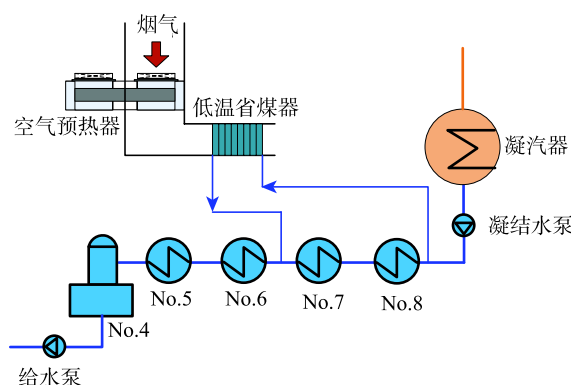 烟气
空气预热器
低温省煤器
凝汽器
凝结水泵
No.5
No.6
No.7
No.8
No.4
给水泵